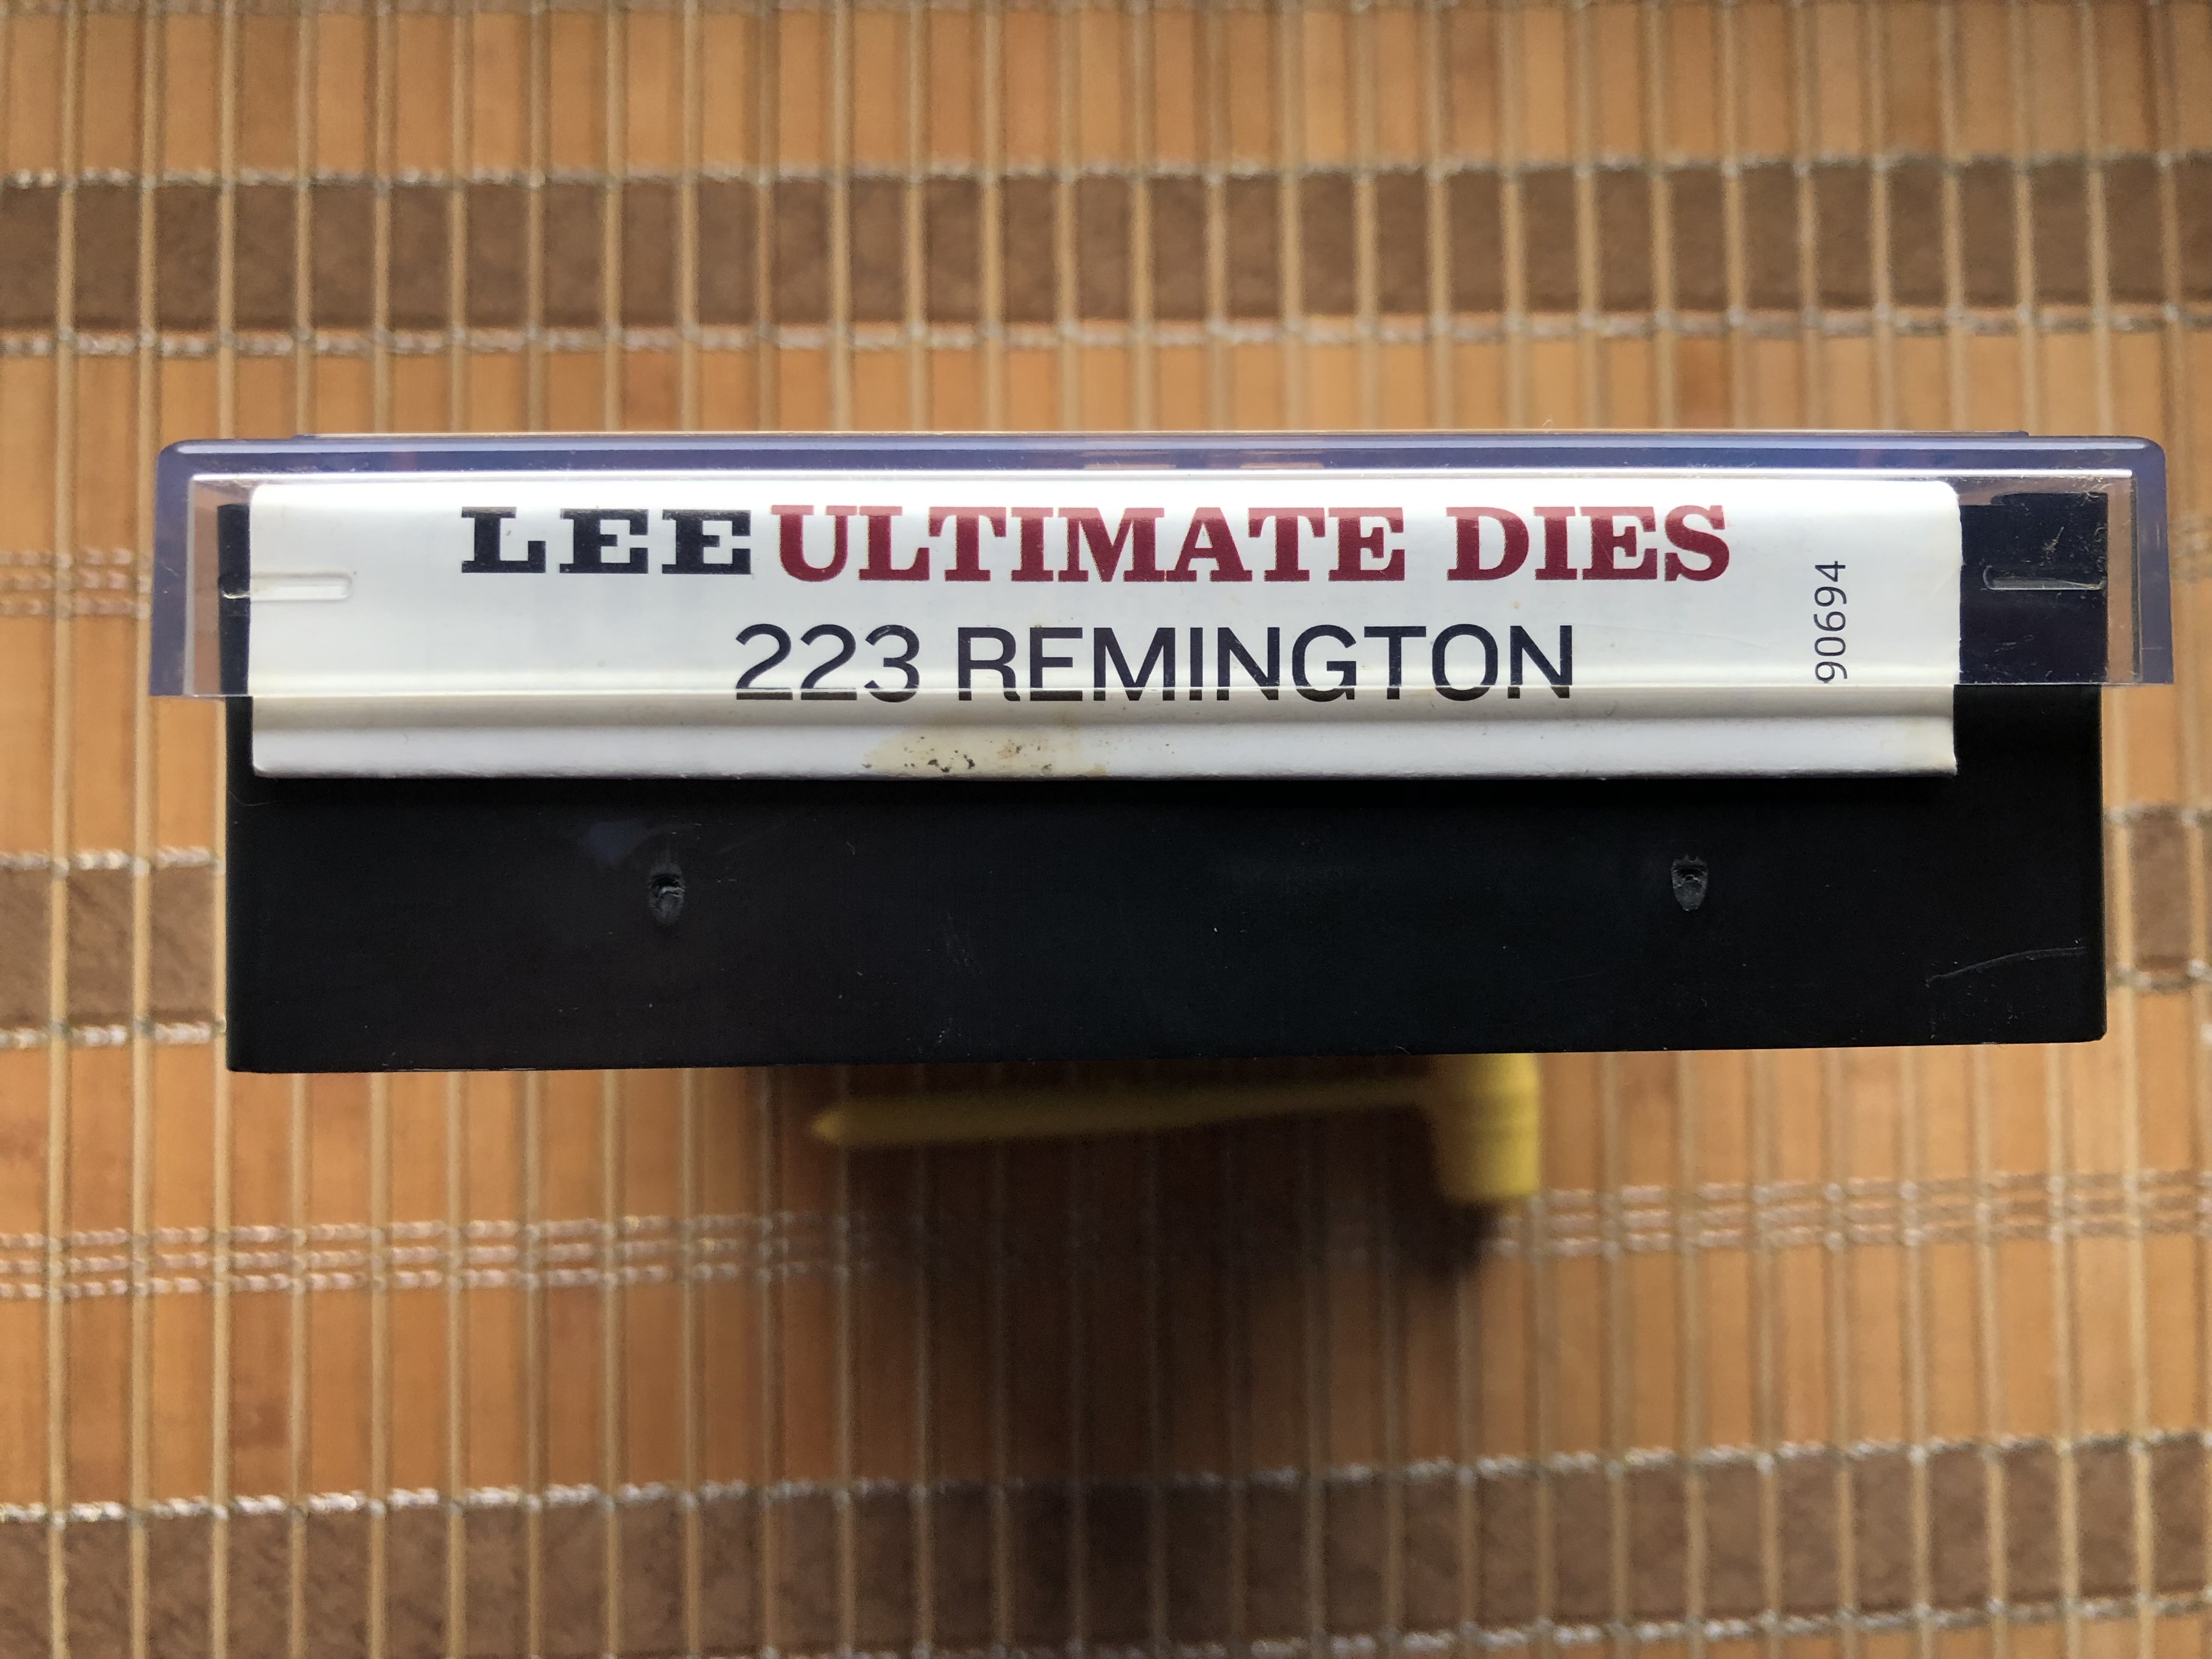 LEE ULTIMATE DIES
223 REMINGTON
90694